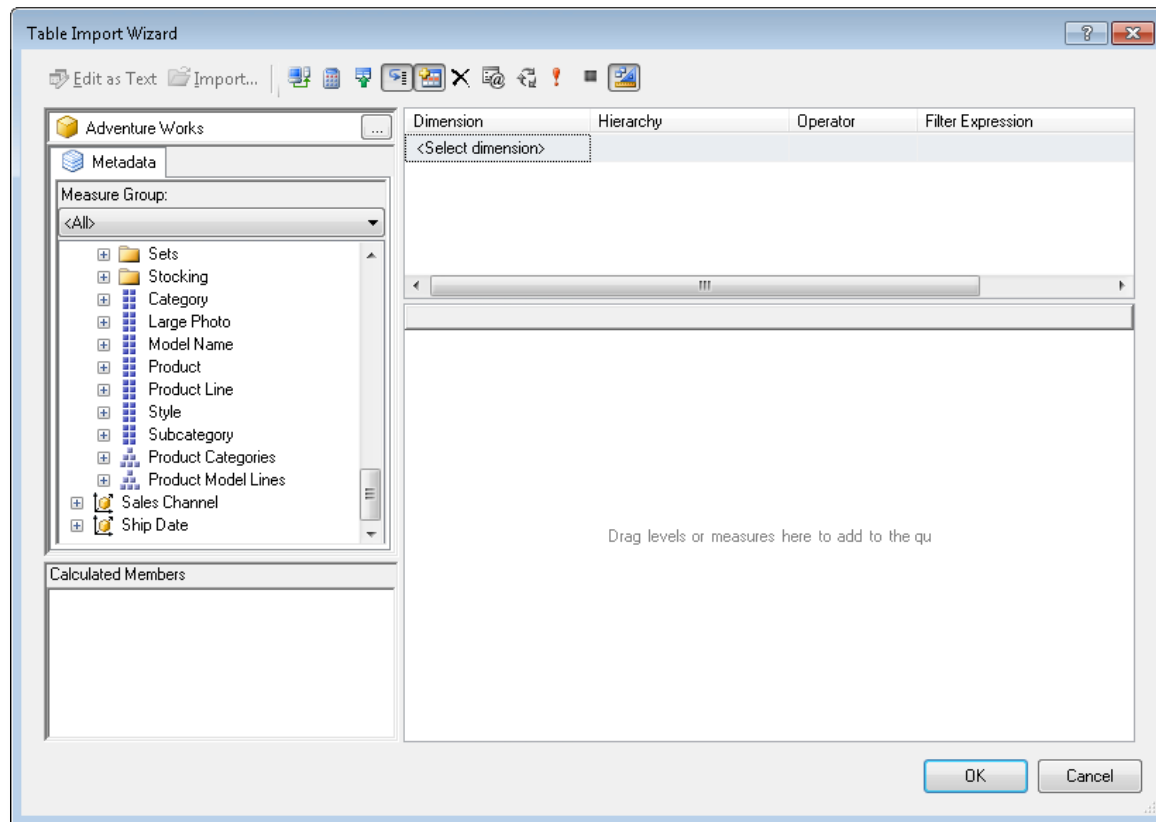 Table Import Wizard
Edit as Text Import...
Adventure Works ...
Metadata
Measure Group:
<All>
Sets
Stocking
Category
Large Photo
Model Name
Product
Product Line
Style
Subcategory
Product Categories
Product Model Lines
Sales Channel
Ship Date
Calculated Members
Dimension Hierarchy Operator Filter Expression
<Select dimension>
Drag levels or measures here to add to the qu
OK Cancel